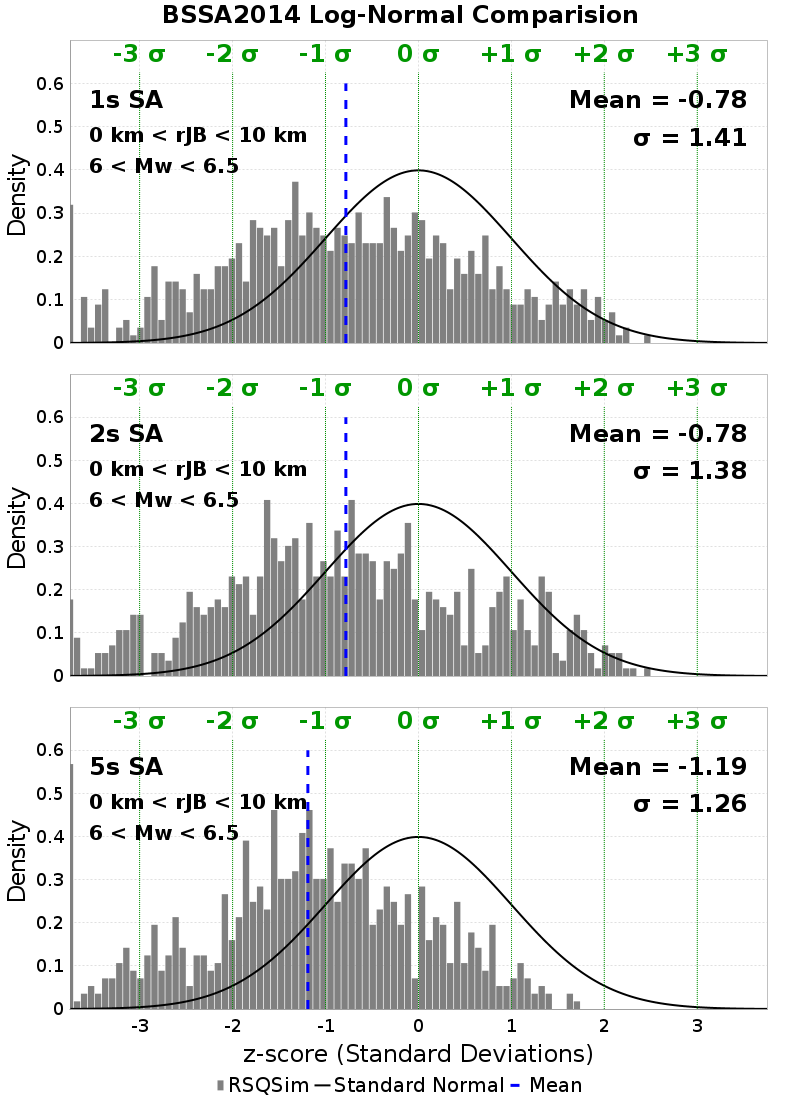 BSSA2014 Log-Normal Comparision
-3 σ -2 σ -1 σ 0 σ +1 σ +2 σ +3 σ
1s SA
0 km < rJB < 10 km
6 < Mw < 6.5
Mean = -0.78
σ = 1.41
Density
0.6
0.5
0.4
0.3
0.2
0.1
0
-3 σ -2 σ -1 σ 0 σ +1 σ +2 σ +3 σ
2s SA
0 km < rJB < 10 km
6 < Mw < 6.5
Mean = -0.78
σ = 1.38
Density
0.6
0.5
0.4
0.3
0.2
0.1
0
-3 σ -2 σ -1 σ 0 σ +1 σ +2 σ +3 σ
5s SA
0 km < rJB < 10 km
6 < Mw < 6.5
Mean = -1.19
σ = 1.26
Density
0.6
0.5
0.4
0.3
0.2
0.1
0
-3 -2 -1 0 1 2 3
z-score (Standard Deviations)
RSQSim Standard Normal Mean